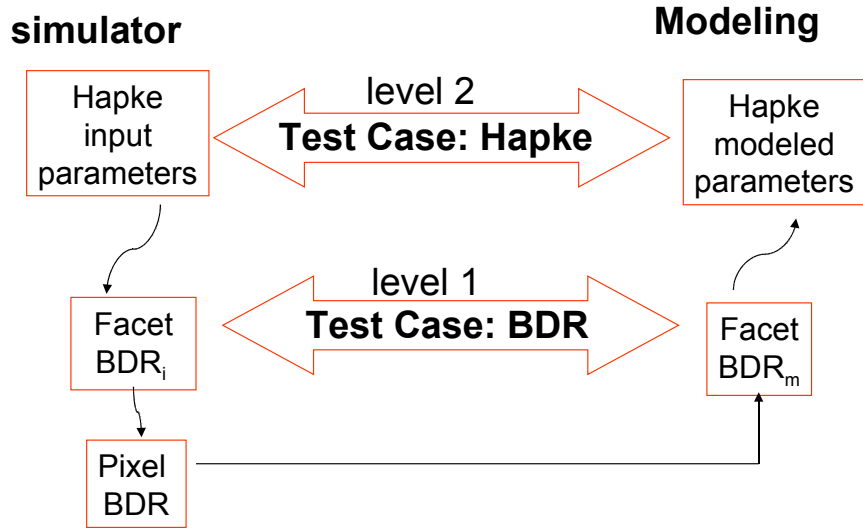 simulator
Modeling
Hapke
input
parameters
level 2
Test Case: Hapke
Hapke
modeled
parameters
Facet
BDRi
level 1
Test Case: BDR
Facet
BDRm
Pixel
BDR